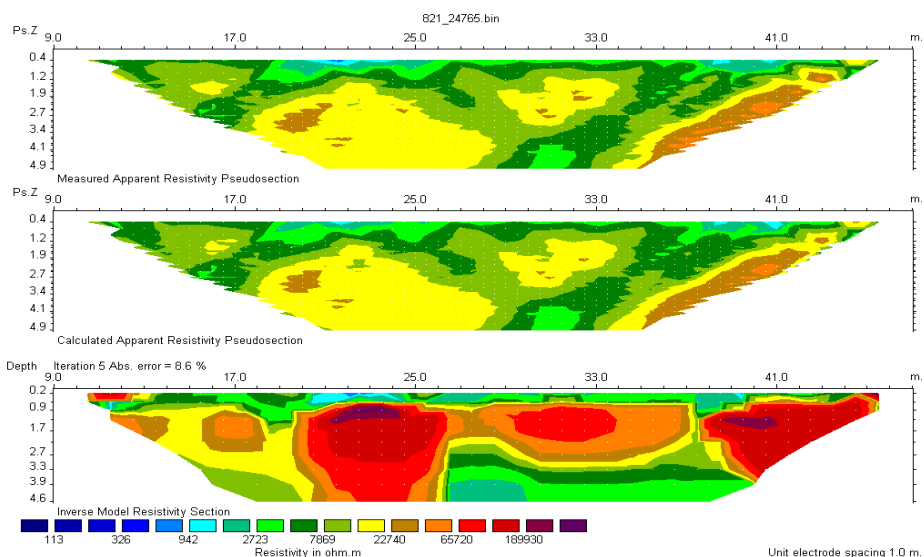 821_24765.bin
Ps.Z
9.0 17.0 25.0 33.0 41.0 m.
0.4
1.2
1.9
2.7
3.4
4.1
4.9
Measured Apparent Resistivity Pseudosection
Ps.Z
9.0 17.0 25.0 33.0 41.0 m.
0.4
1.2
1.9
2.7
3.4
4.1
4.9
Calculated Apparent Resistivity Pseudosection
Depth Iteration 5 Abs. error = 8.6 %
9.0 17.0 25.0 33.0 41.0 m.
0.2
0.9
1.7
2.2
3.3
3.9
4.6
Inverse Model Resistivity Section
113 326 942 2723 7869 22740 65720 189930
Resistivity in ohm.m
Unit electrode spacing 1.0 m.